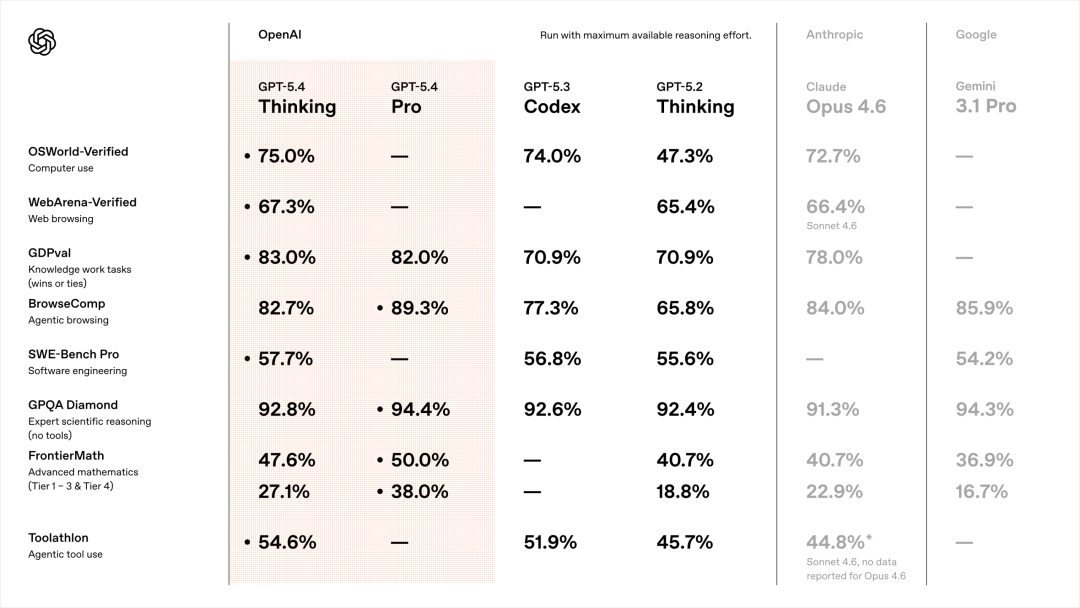 OpenAI Run with maximum available reasoning effort. Anthropic Google
GPT-5.4 GPT-5.4 GPT-5.3 GPT-5.2 Claude Gemini
Thinking Pro Codex Thinking Opus 4.6 3.1 Pro
OSWorld-Verified • 75.0% — 74.0% 47.3% 72.7% —
Computer use
WebArena-Verified • 67.3% — — 65.4% 66.4% —
Web browsing Sonnet 4.6
GDPval • 83.0% 82.0% 70.9% 70.9% 78.0% —
Knowledge work tasks
(wins or ties)
BrowseComp 82.7% • 89.3% 77.3% 65.8% 84.0% 85.9%
Agentic browsing
SWE-Bench Pro • 57.7% — 56.8% 55.6% — 54.2%
Software engineering
GPQA Diamond 92.8% • 94.4% 92.6% 92.4% 91.3% 94.3%
Expert scientific reasoning
(no tools)
FrontierMath 47.6% • 50.0% — 40.7% 40.7% 36.9%
Advanced mathematics
(Tier 1 – 3 & Tier 4) 27.1% • 38.0% — 18.8% 22.9% 16.7%
Toolathlon • 54.6% — 51.9% 45.7% 44.8%* —
Agentic tool use Sonnet 4.6, no data
reported for Opus 4.6